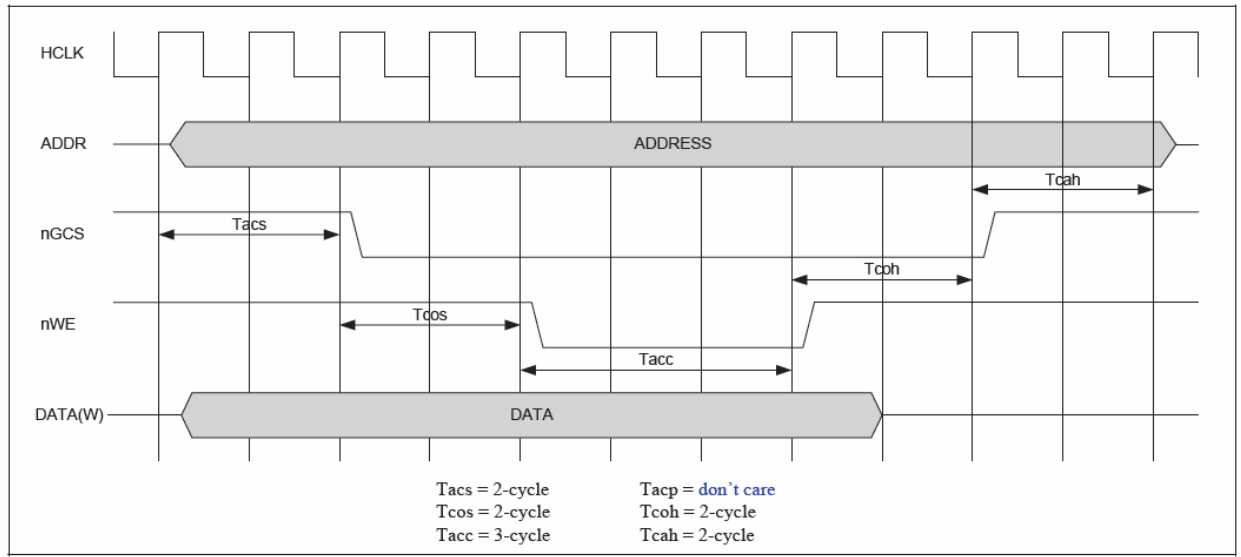 HCLK
ADDR
ADDRESS
Tcah
nGCS
Tacs
Tcoh
nWE
Tcos
Tacc
DATA(W)
DATA
Tacs = 2-cycle Tacp = don't care
Tcos = 2-cycle Tcoh = 2-cycle
Tacc = 3-cycle Tcah = 2-cycle